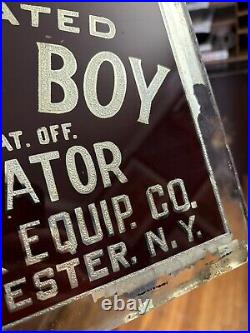 ATED
BOY
AT. OFF.
ATOR
EQUIP. CO.
ESTER, N.Y.